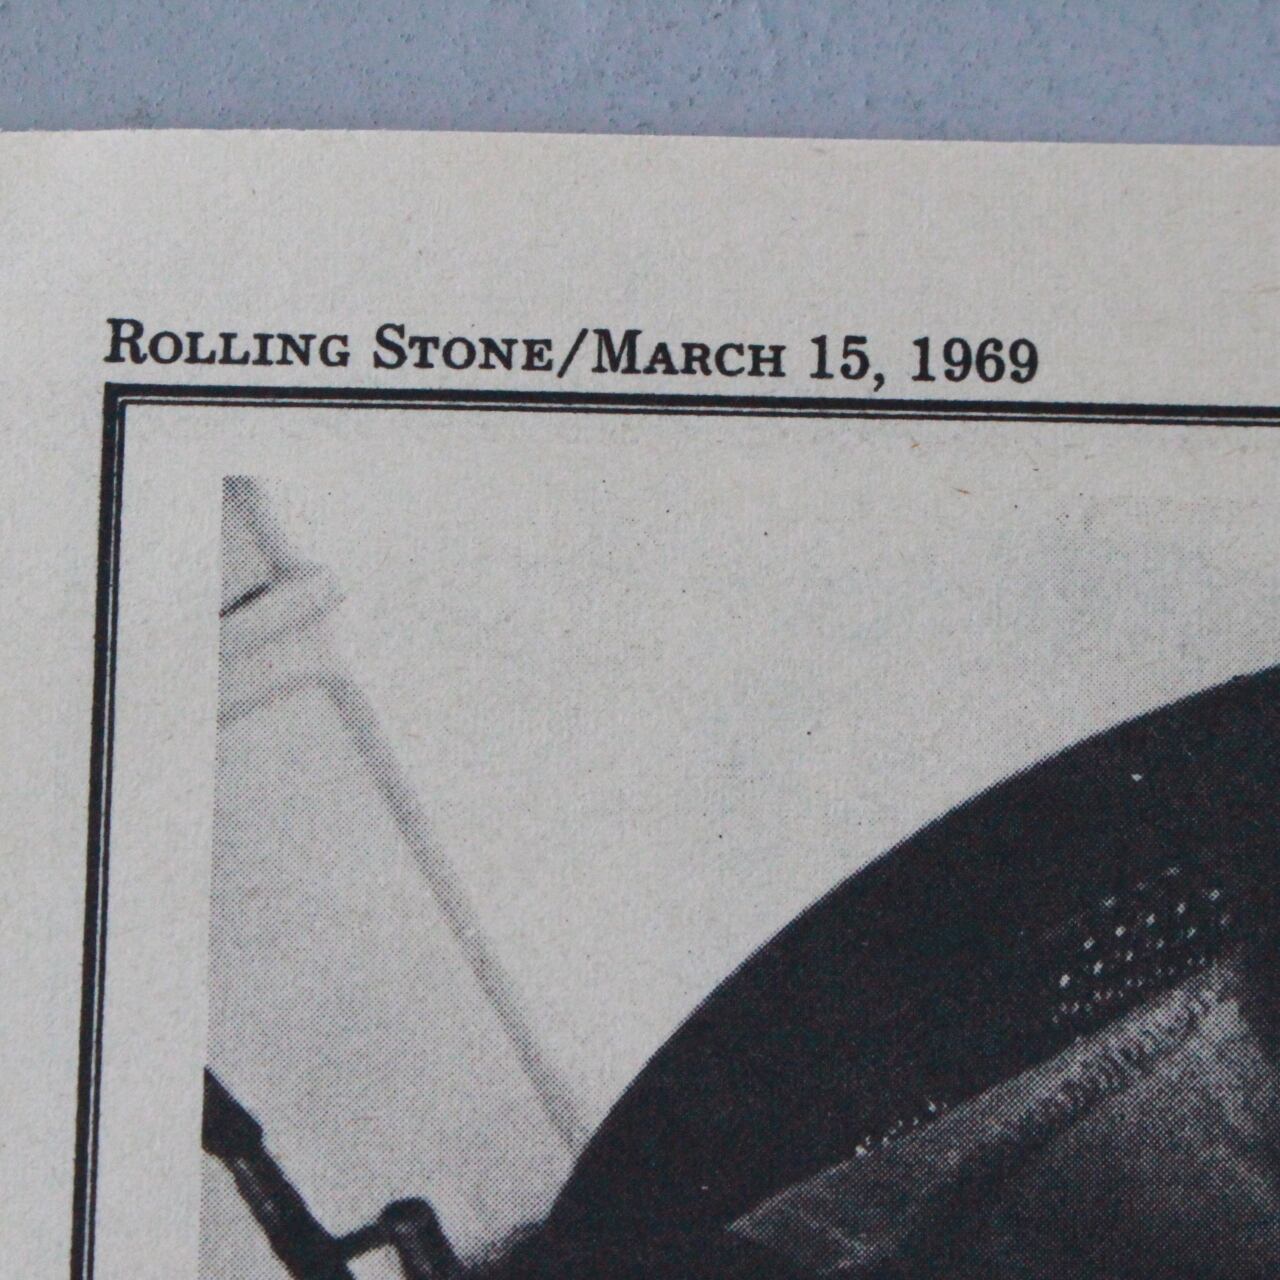 ROLLING STONE/MARCH 15, 1969